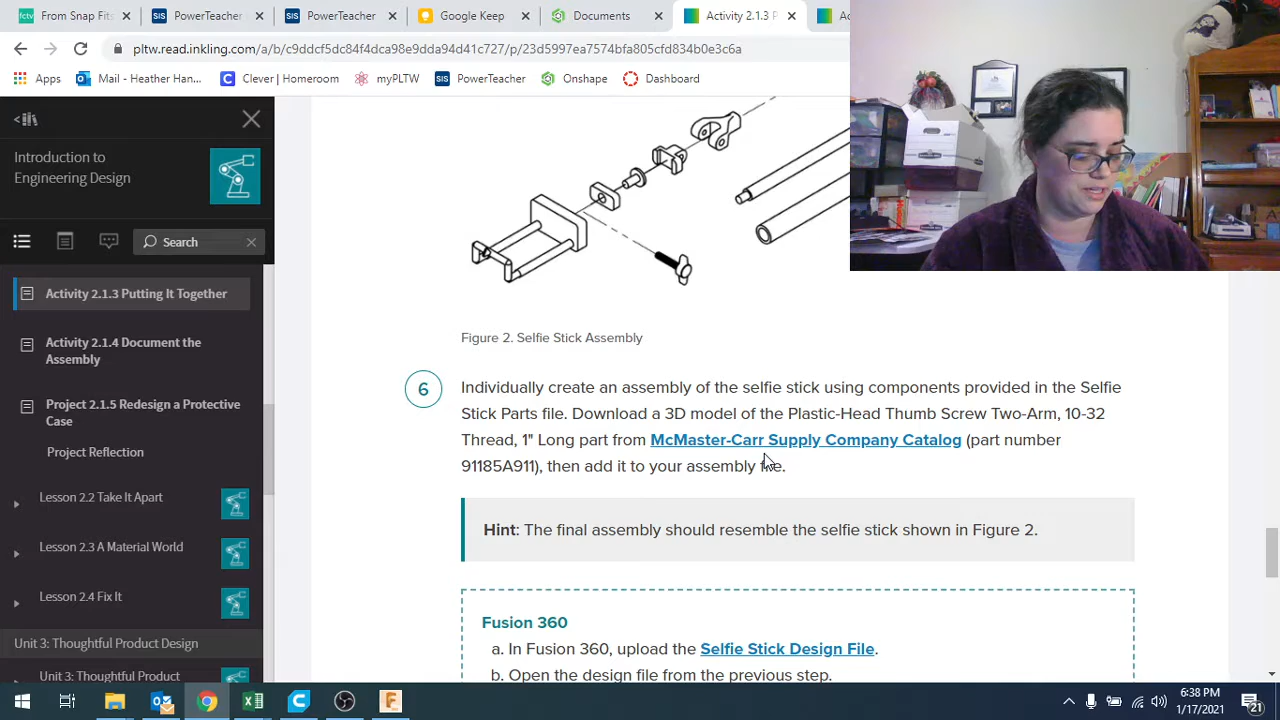 From Sho
PowerTea
PowerTea
Google Keep
Documents
Activity 2.1.3 P
Ac
pltw.read.inkling.com/a/b/c9ddcf5dc84f4dca98e9dda94d41c727/p/23d5997ea7574bfa805cfd834b0e3c6a
Apps
Mail - Heather Han...
Clever | Homeroom
myPLTW
SIS PowerTeacher
Onshape
Dashboard
Introduction to
Engineering Design
Search
Activity 2.1.3 Putting It Together
Activity 2.1.4 Document the
Assembly
Project 2.1.5 Redesign a Protective
Case
Project Reflection
Lesson 2.2 Take It Apart
Lesson 2.3 A Material World
Lesson 2.4 Fix It
Unit 3: Thoughtful Product Design
Unit 3: Thoughtful Product
Figure 2. Selfie Stick Assembly
6
Individually create an assembly of the selfie stick using components provided in the Selfie
Stick Parts file. Download a 3D model of the Plastic-Head Thumb Screw Two-Arm, 10-32
Thread, 1" Long part from McMaster-Carr Supply Company Catalog (part number
91185A911), then add it to your assembly file.
Hint: The final assembly should resemble the selfie stick shown in Figure 2.
Fusion 360
a. In Fusion 360, upload the Selfie Stick Design File.
b. Open the design file from the previous step.
6:38 PM
1/17/2021
21